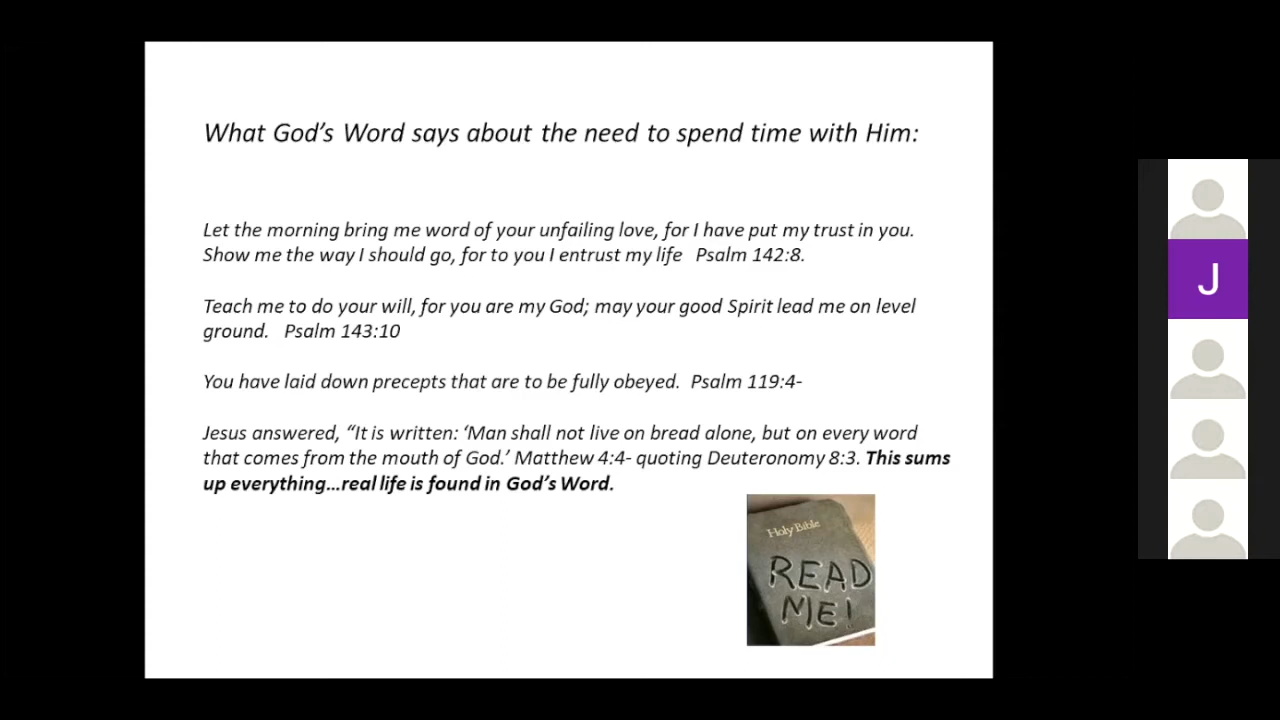 What God’s Word says about the need to spend time with Him:
Let the morning bring me word of your unfailing love, for I have put my trust in you.
Show me the way I should go, for to you I entrust my life   Psalm 142:8.
Teach me to do your will, for you are my God; may your good Spirit lead me on level
ground.   Psalm 143:10
You have laid down precepts that are to be fully obeyed.  Psalm 119:4-
Jesus answered, “It is written: ‘Man shall not live on bread alone, but on every word
that comes from the mouth of God.’ Matthew 4:4- quoting Deuteronomy 8:3. This sums
up everything…real life is found in God’s Word.
Holy Bible
READ
ME!
J